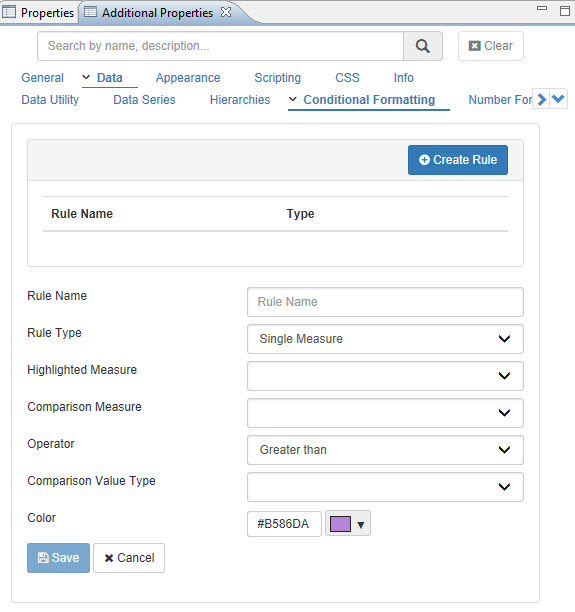 Properties Additional Properties
Search by name, description...
Clear
General Data Appearance Scripting CSS Info
Data Utility Data Series Hierarchies Conditional Formatting Number For
Create Rule
Rule Name Type
Rule Name Rule Name
Rule Type Single Measure
Highlighted Measure
Comparison Measure
Operator Greater than
Comparison Value Type
Color #B586DA
Save Cancel